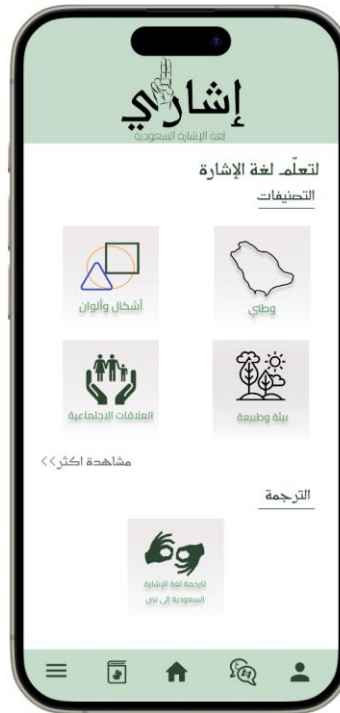 إشاري
لغة الإشارة السعودية
لتعلّم لغة الإشارة
التصنيفات
وطني
أشكال وألوان
بيئة وطبيعة
العلاقات الاجتماعية
مشاهدة اكثر>>
الترجمة
لترجمة لغة الإشارة
السعودية إلى نص